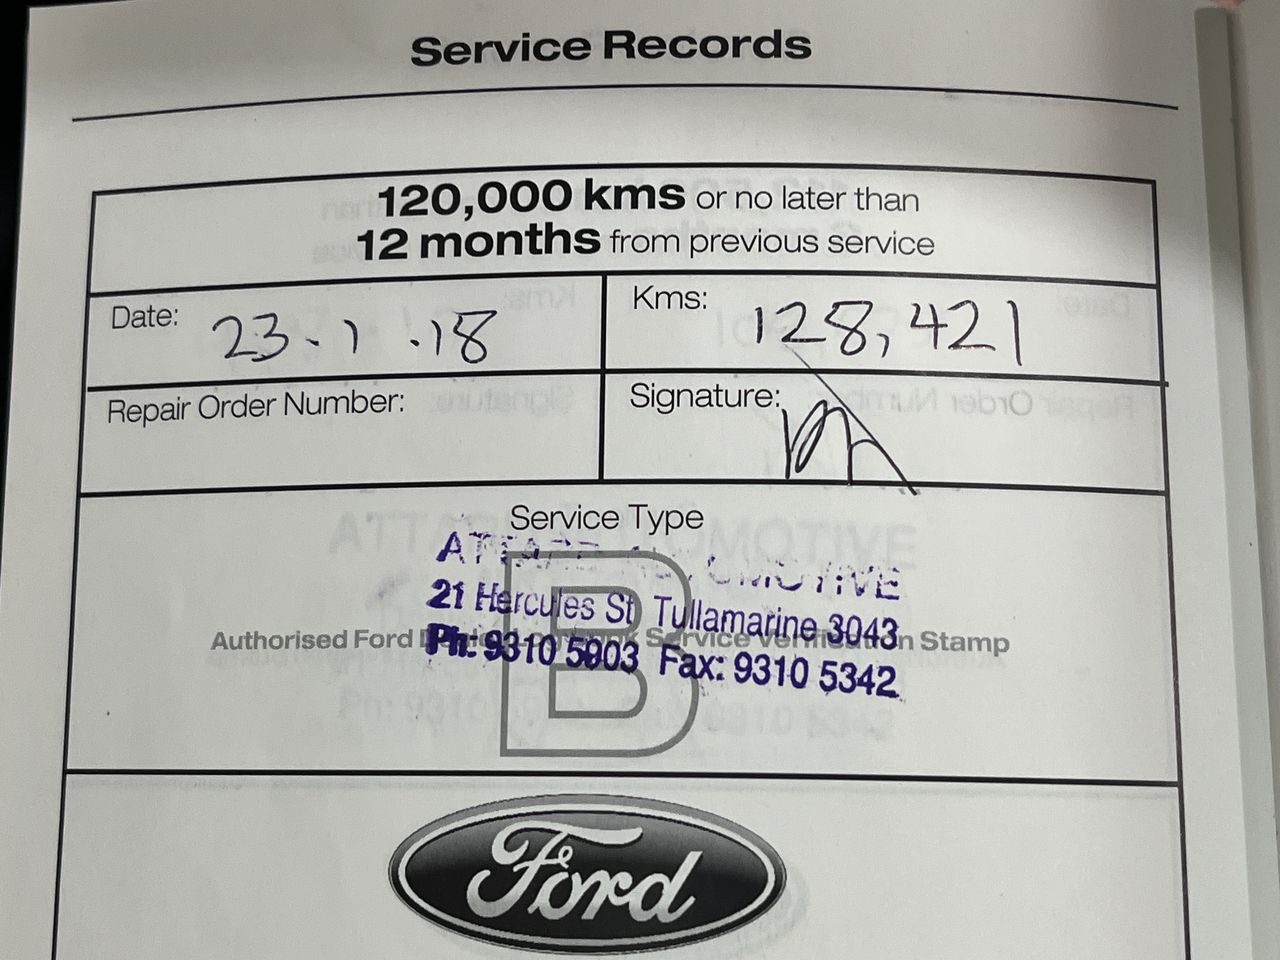 Service Records
120,000 kms or no later than
12 months from previous service
Date: 23.1.18
Kms: 128,421
Repair Order Number:
Signature:
Service Type
B
21 Hercules St Tullamarine 3043
Authorised Ford Service Verification Stamp
Ph: 9310 5903 Fax: 9310 5342
Ford